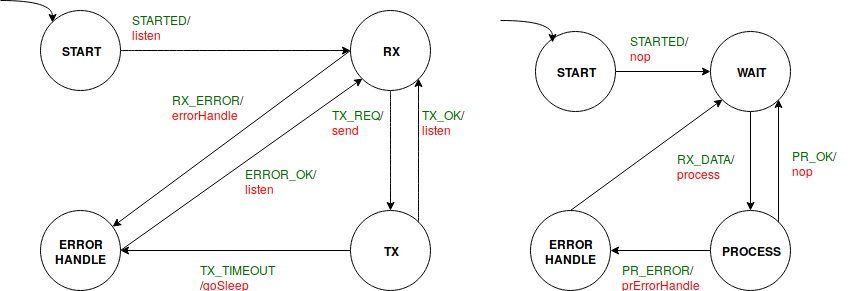 STARTED/
listen
START
RX
RX_ERROR/
errorHandle
TX_REQ/
send
TX_OK/
listen
ERROR_OK/
listen
ERROR
HANDLE
TX
TX_TIMEOUT
/goSleep
STARTED/
nop
START
WAIT
RX_DATA/
process
PR_OK/
nop
ERROR
HANDLE
PROCESS
PR_ERROR/
prErrorHandle